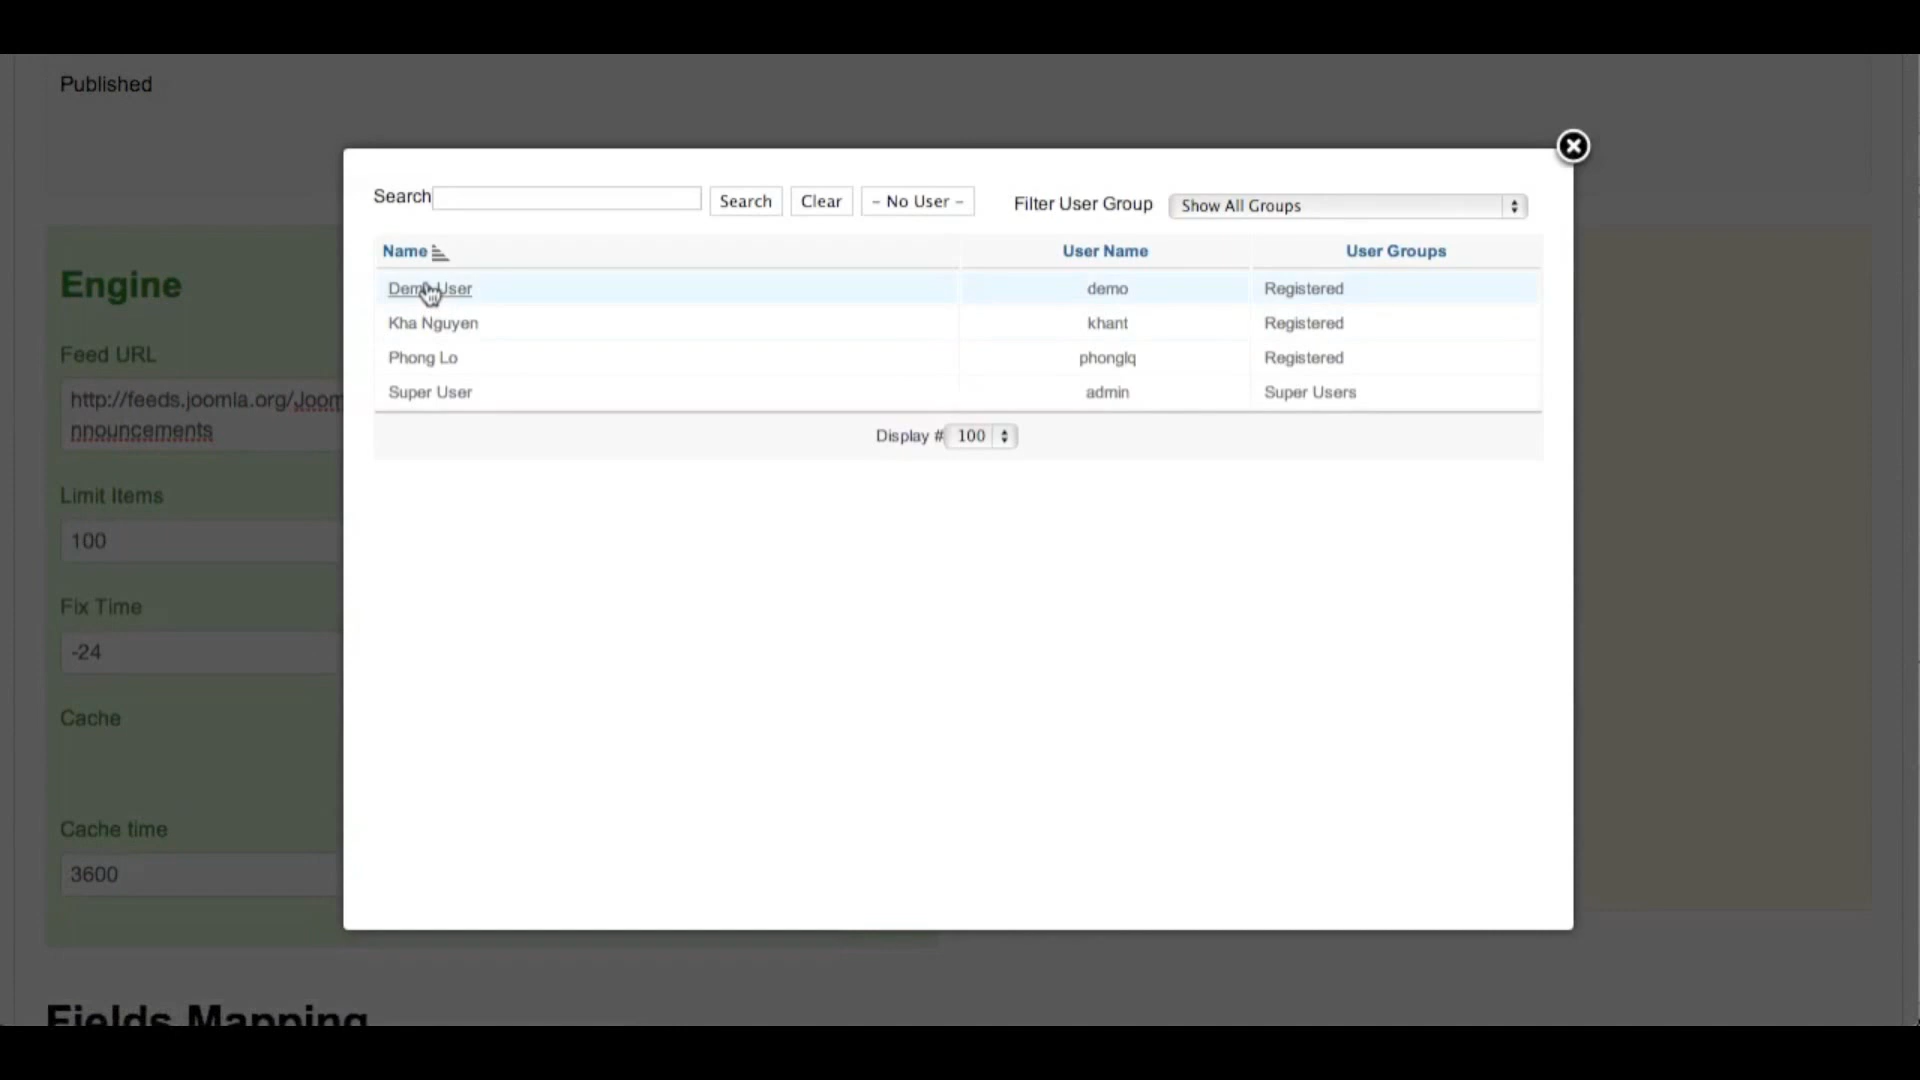 Published
Search
Search
Clear
- No User -
Filter User Group
Show All Groups
Name
User Name
User Groups
Demo User
demo
Registered
Kha Nguyen
khant
Registered
Phong Lo
phonglq
Registered
Super User
admin
Super Users
Display #
100
Engine
Feed URL
http://feeds.joomla.org/Joom
nnouncements
Limit Items
100
Fix Time
-24
Cache
Cache time
3600
Fields Mapping